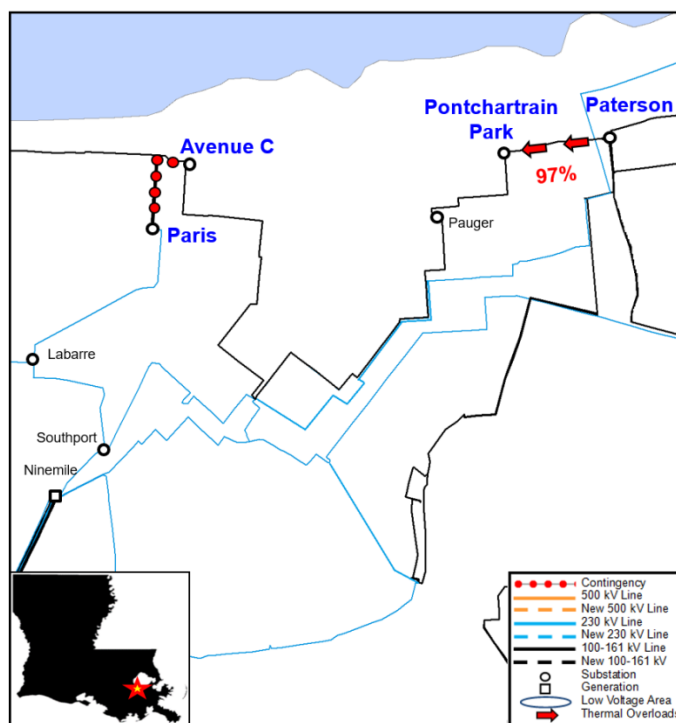 Avenue C
Pontchartrain
Park
Paterson
97%
Pauger
Paris
Labarre
Southport
Ninemile
Contingency
500 kV Line
New 500 kV Line
230 kV Line
New 230 kV Line
100-161 kV Line
New 100-161 kV
Substation
Generation
Low Voltage Area
Thermal Overloads